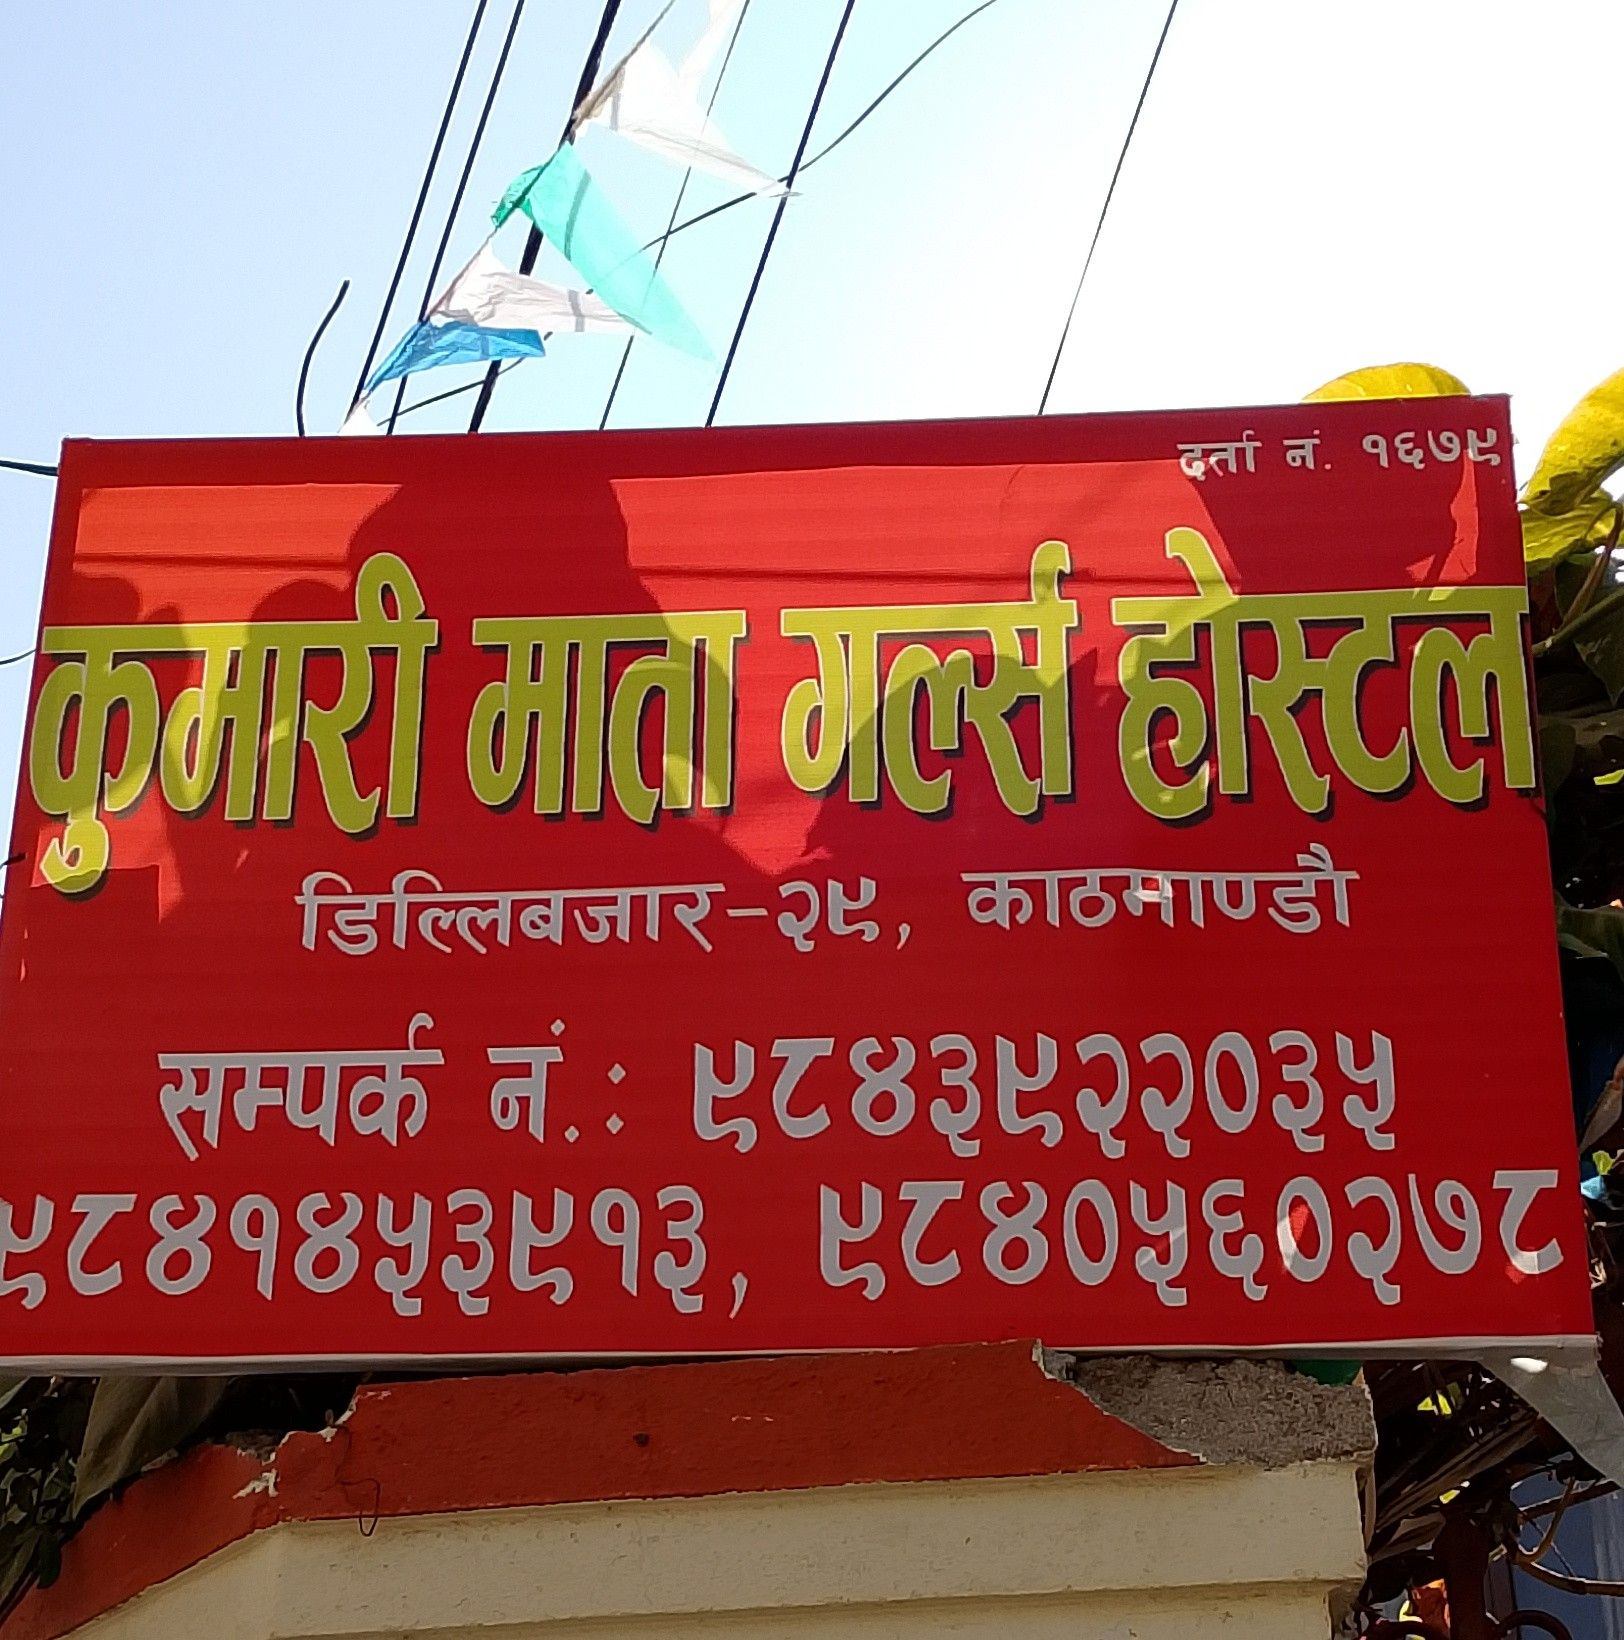 दर्ता नं. १६७९
कुमारी माता गर्ल्स होस्टल
डिल्लिबजार-२९, काठमाण्डौ
सम्पर्क नं.: ९८४३९२२०३५
९८४१४५३९१३, ९८४०५६०२७८